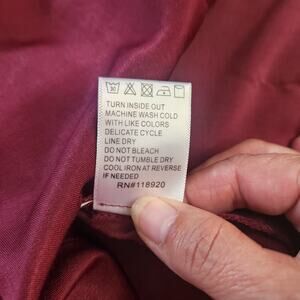 30
TURN INSIDE OUT
MACHINE WASH COLD
WITH LIKE COLORS
DELICATE CYCLE
LINE DRY
DO NOT BLEACH
DO NOT TUMBLE DRY
COOL IRON AT REVERSE
IF NEEDED
RN#118920